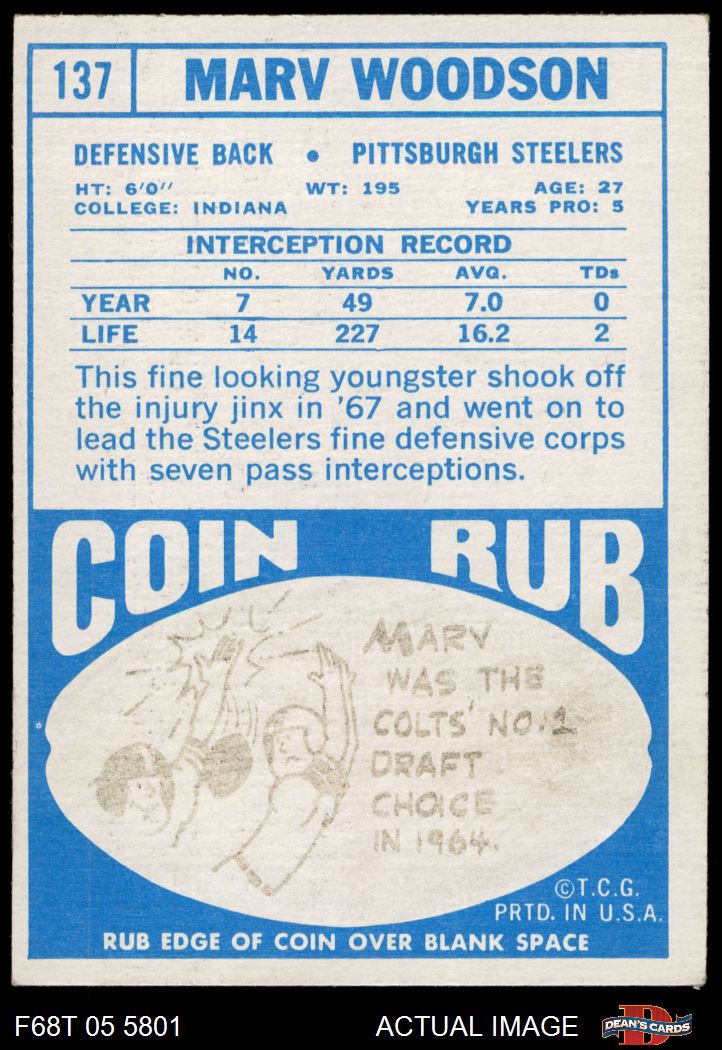 137 MARV WOODSON
DEFENSIVE BACK • PITTSBURGH STEELERS
HT: 6'0" WT: 195 AGE: 27
COLLEGE: INDIANA YEARS PRO: 5
INTERCEPTION RECORD
NO. YARDS AVG. TDs
YEAR 7 49 7.0 0
LIFE 14 227 16.2 2
This fine looking youngster shook off
the injury jinx in '67 and went on to
lead the Steelers fine defensive corps
with seven pass interceptions.
COIN RUB
MARV
WAS THE
COLTS' NO. 1
DRAFT
CHOICE
IN 1964.
©T.C.G.
PRTD. IN U.S.A.
RUB EDGE OF COIN OVER BLANK SPACE
F68T 05 5801 ACTUAL IMAGE DEAN'S CARDS